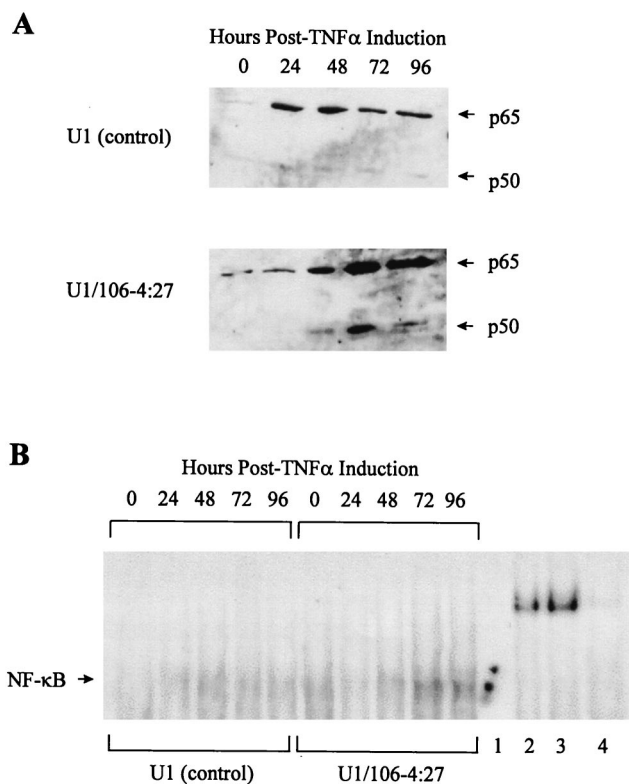 A
Hours Post-TNFα Induction
0 24 48 72 96
U1 (control)
p65
p50
U1/106-4:27
p65
p50
B
Hours Post-TNFα Induction
0 24 48 72 96 0 24 48 72 96
NF-κB
1 2 3 4
U1 (control) U1/106-4:27